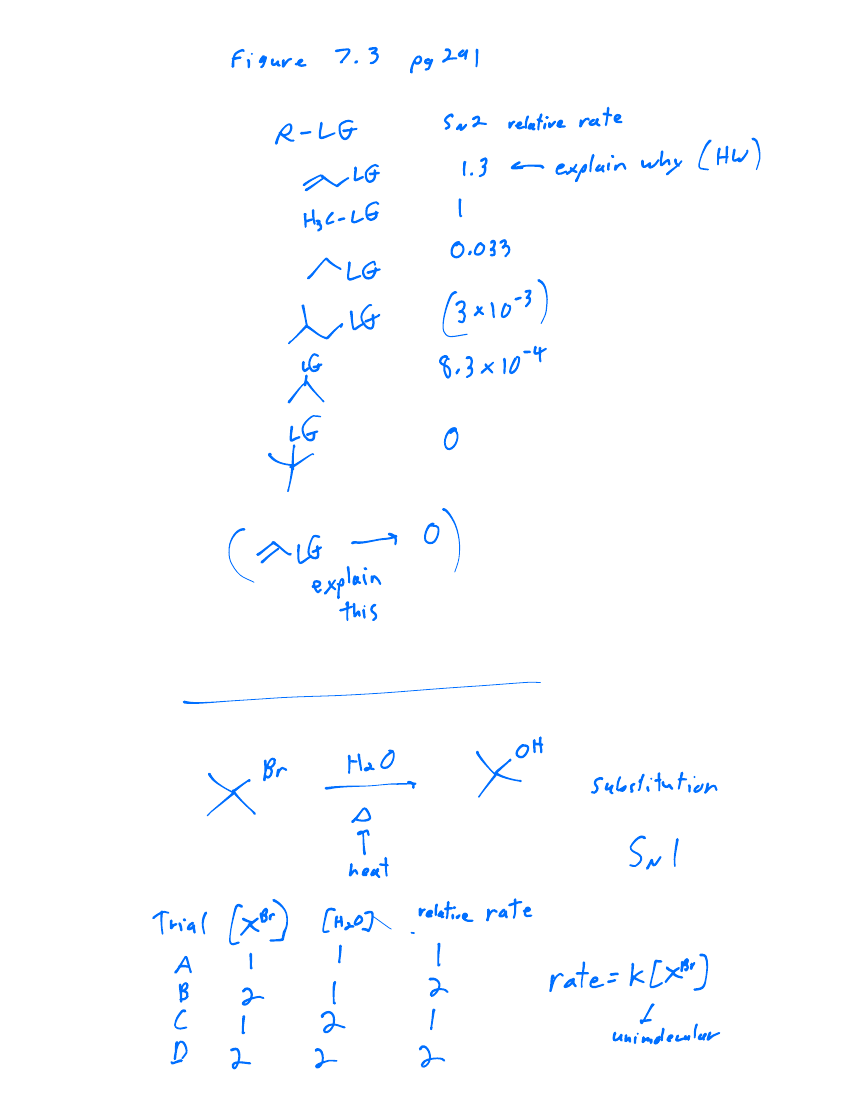 Figure 7.3 pg 291
R-LG SN2 relative rate
LG 1.3 ← explain why (HW)
H3C-LG 1
LG 0.033
LG (3 × 10⁻³)
LG 8.3 × 10⁻⁴
LG 0
( LG → 0 )
explain
this
Br H2O OH
Δ
↑
heat
substitution
SN1
Trial [Br] [H2O] relative rate
A 1 1 1
B 2 1 2
C 1 2 1
D 2 2 2
rate = k [Br]
unimolecular